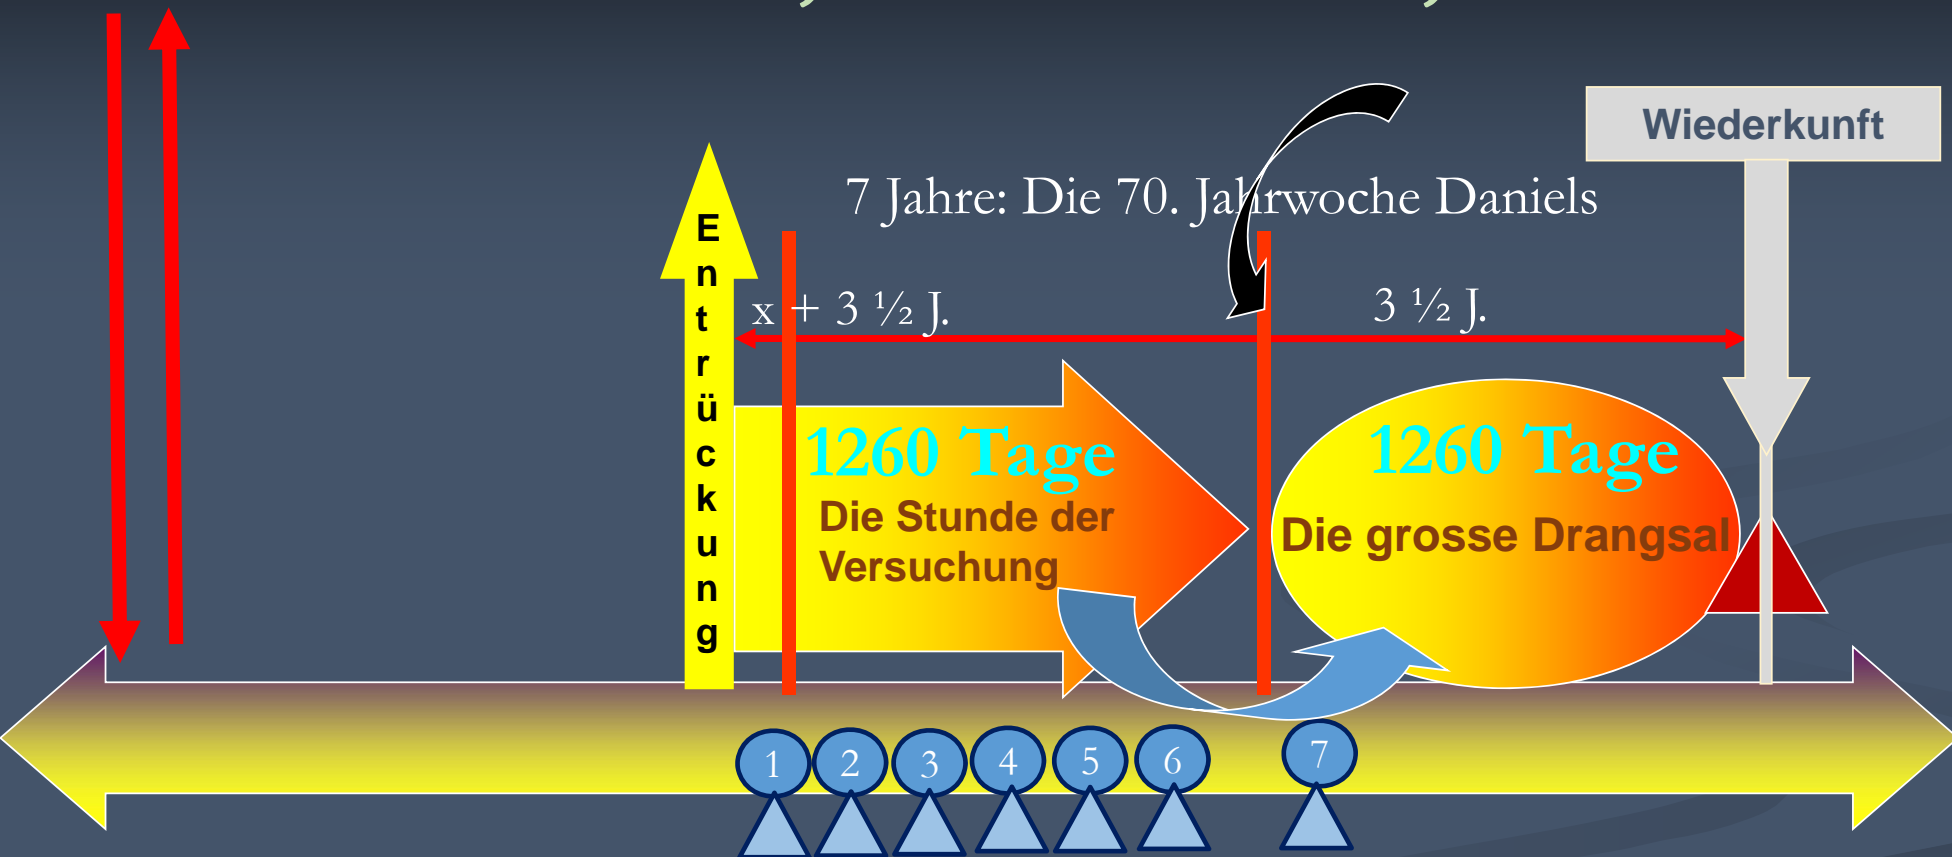 Wiederkunft
7 Jahre: Die 70. Jahrwoche Daniels
Entrückung
x + 3 ½ J.
3 ½ J.
1260 Tage
Die Stunde der
Versuchung
1260 Tage
Die grosse Drangsal
1 2 3 4 5 6 7